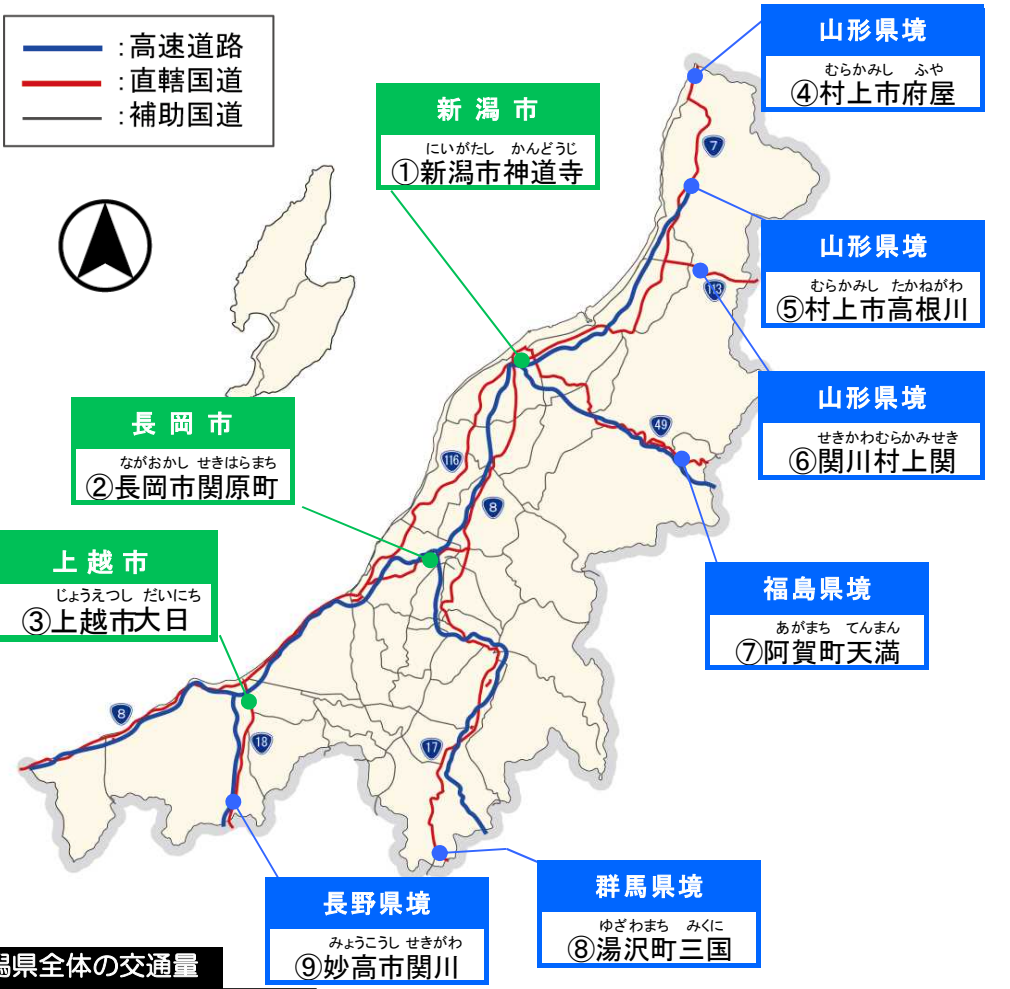 :高速道路
:直轄国道
:補助国道
新潟市
にいがたし かんどうじ
①新潟市神道寺
長岡市
ながおかし せきはらまち
②長岡市関原町
上越市
じょうえつし だいにち
③上越市大日
山形県境
むらかみし ふや
④村上市府屋
山形県境
むらかみし たかねがわ
⑤村上市高根川
山形県境
せきかわむらかみせき
⑥関川村上関
福島県境
あがまち てんまん
⑦阿賀町天満
群馬県境
ゆざわまち みくに
⑧湯沢町三国
長野県境
みょうこうし せきがわ
⑨妙高市関川
7
113
49
116
8
8
18
17
潟県全体の交通量